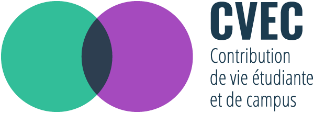 CVEC
Contribution
de vie étudiante
et de campus